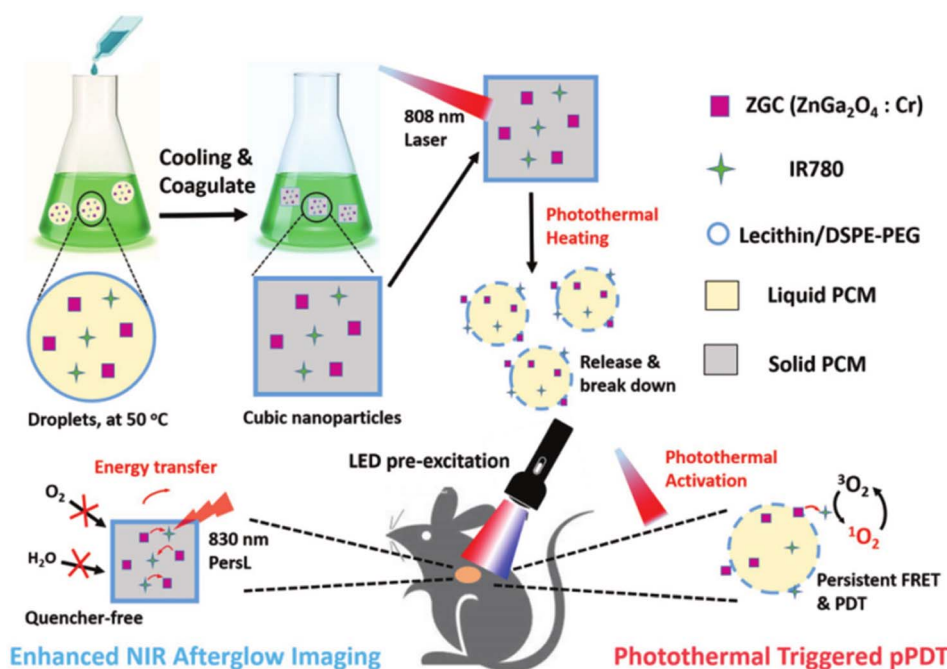 Cooling &
Coagulate
808 nm
Laser
ZGC (ZnGa₂O₄ : Cr)
IR780
Photothermal
Heating
Lecithin/DSPE-PEG
Liquid PCM
Solid PCM
Release &
break down
Droplets, at 50 °C
Cubic nanoparticles
Energy transfer
O₂
H₂O
830 nm
PersL
Quencher-free
LED pre-excitation
Photothermal
Activation
³O₂
¹O₂
Persistent FRET
& PDT
Enhanced NIR Afterglow Imaging
Photothermal Triggered pPDT